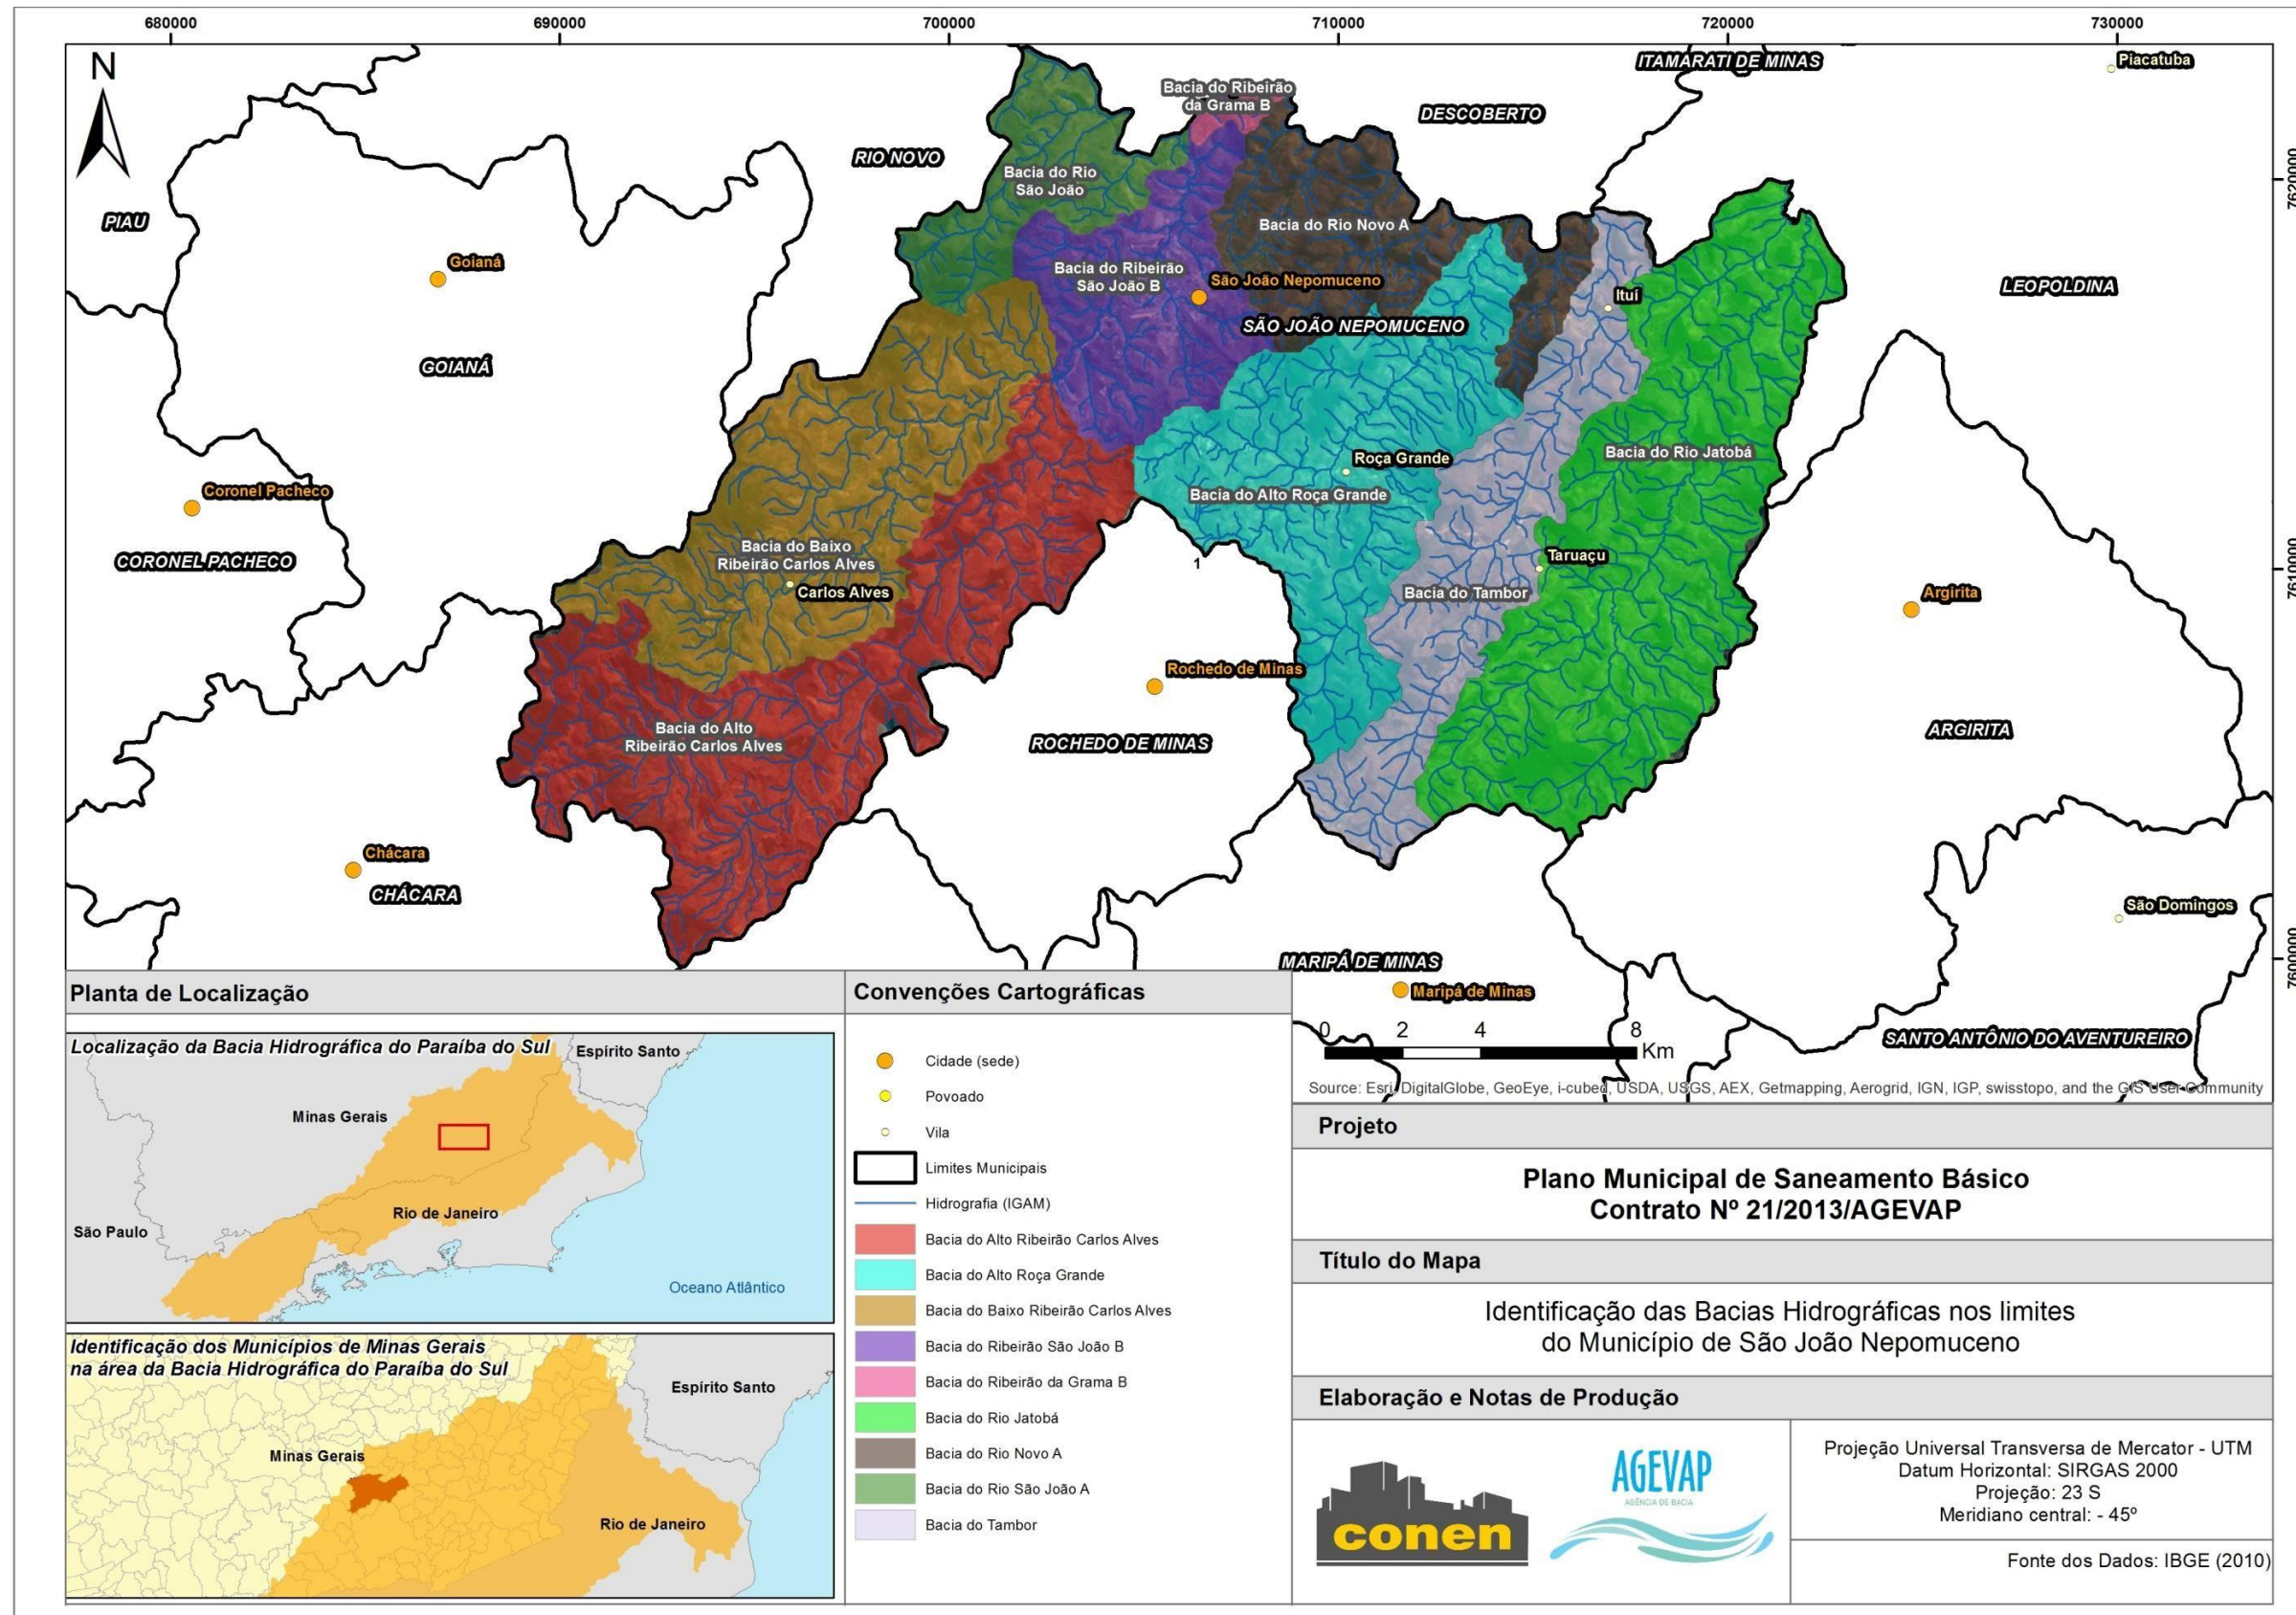 680000
690000
700000
710000
720000
730000
N
ITAMARATI DE MINAS
Piacatuba
Bacia do Ribeirão
da Grama B
DESCOBERTO
RIO NOVO
7620000
Bacia do Rio
São João
PIAU
Bacia do Rio Novo A
Goianá
Bacia do Ribeirão
São João B
São João Nepomuceno
Ituí
LEOPOLDINA
SÃO JOÃO NEPOMUCENO
GOIANÁ
Bacia do Rio Jatobá
Roça Grande
Coronel Pacheco
Bacia do Alto Roça Grande
Bacia do Baixo
Ribeirão Carlos Alves
Taruaçu
CORONEL PACHECO
1
7610000
Carlos Alves
Bacia do Tambor
Argirita
Rochedo de Minas
Bacia do Alto
Ribeirão Carlos Alves
ROCHEDO DE MINAS
ARGIRITA
Chácara
CHÁCARA
São Domingos
MARIPÁ DE MINAS
7600000
Maripá de Minas
SANTO ANTÔNIO DO AVENTUREIRO
0 2 4 8
Km
Source: Esri, DigitalGlobe, GeoEye, i-cubed, USDA, USGS, AEX, Getmapping, Aerogrid, IGN, IGP, swisstopo, and the GIS User Community
Planta de Localização
Localização da Bacia Hidrográfica do Paraíba do Sul
Espírito Santo
Minas Gerais
Rio de Janeiro
São Paulo
Oceano Atlântico
Identificação dos Municípios de Minas Gerais
na área da Bacia Hidrográfica do Paraíba do Sul
Espírito Santo
Minas Gerais
Rio de Janeiro
Convenções Cartográficas
Cidade (sede)
Povoado
Vila
Limites Municipais
Hidrografia (IGAM)
Bacia do Alto Ribeirão Carlos Alves
Bacia do Alto Roça Grande
Bacia do Baixo Ribeirão Carlos Alves
Bacia do Ribeirão São João B
Bacia do Ribeirão da Grama B
Bacia do Rio Jatobá
Bacia do Rio Novo A
Bacia do Rio São João A
Bacia do Tambor
Projeto
Plano Municipal de Saneamento Básico
Contrato Nº 21/2013/AGEVAP
Título do Mapa
Identificação das Bacias Hidrográficas nos limites
do Município de São João Nepomuceno
Elaboração e Notas de Produção
conen
AGEVAP
AGÊNCIA DE BACIA
Projeção Universal Transversa de Mercator - UTM
Datum Horizontal: SIRGAS 2000
Projeção: 23 S
Meridiano central: - 45º
Fonte dos Dados: IBGE (2010)